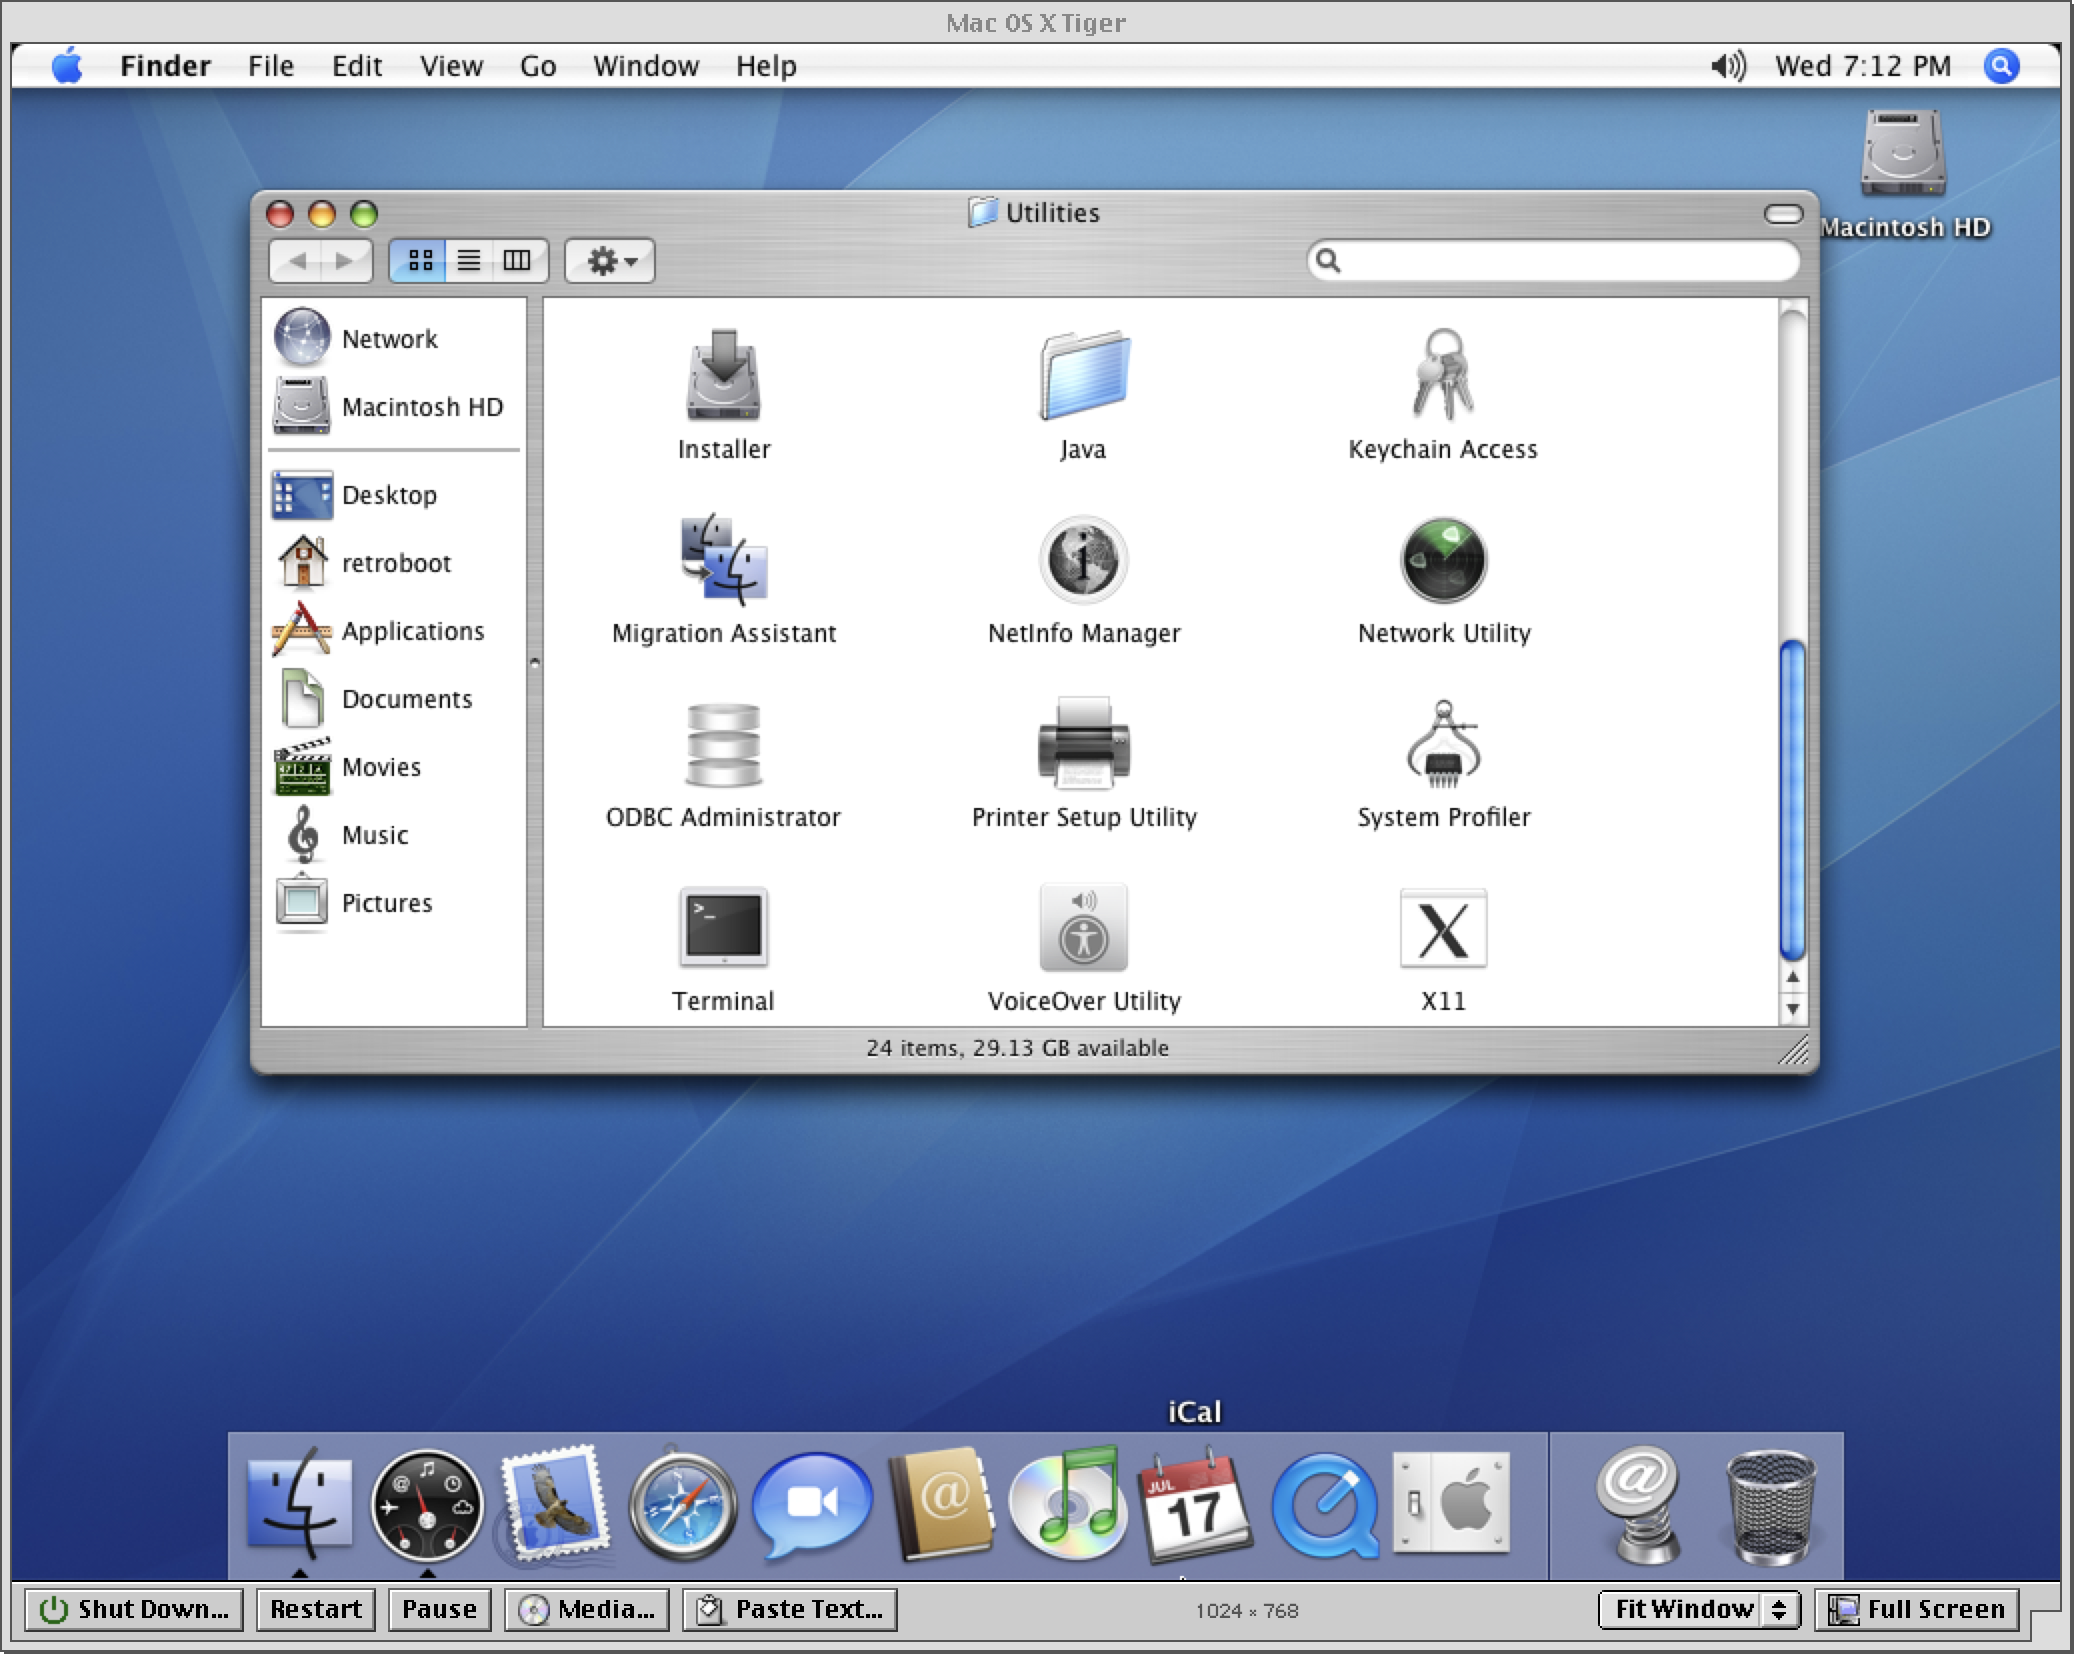 Mac OS X Tiger
Finder File Edit View Go Window Help Wed 7:12 PM
Macintosh HD
Utilities
Network
Macintosh HD
Desktop
retroboot
Applications
Documents
Movies
Music
Pictures
Installer Java Keychain Access
Migration Assistant NetInfo Manager Network Utility
ODBC Administrator Printer Setup Utility System Profiler
>_
X
Terminal VoiceOver Utility X11
24 items, 29.13 GB available
iCal
JUL
17
@
@
Shut Down... Restart Pause Media... Paste Text... 1024 × 768 Fit Window Full Screen